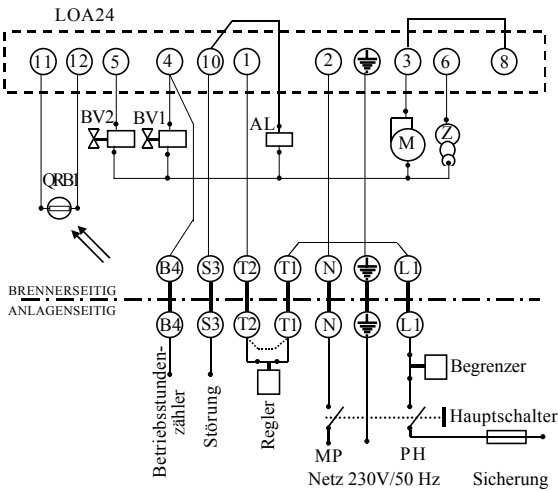 LOA24
11 12 5 4 10 1 2 3 6 8
BV2 BV1 AL
M Z
QRB1
B4 S3 T2 T1 N L1
BRENNERSEITIG
ANLAGENSEITIG
B4 S3 T2 T1 N L1
Betriebsstunden-
zähler
Störung
Regler
Begrenzer
Hauptschalter
MP PH
Netz 230V/50 Hz Sicherung